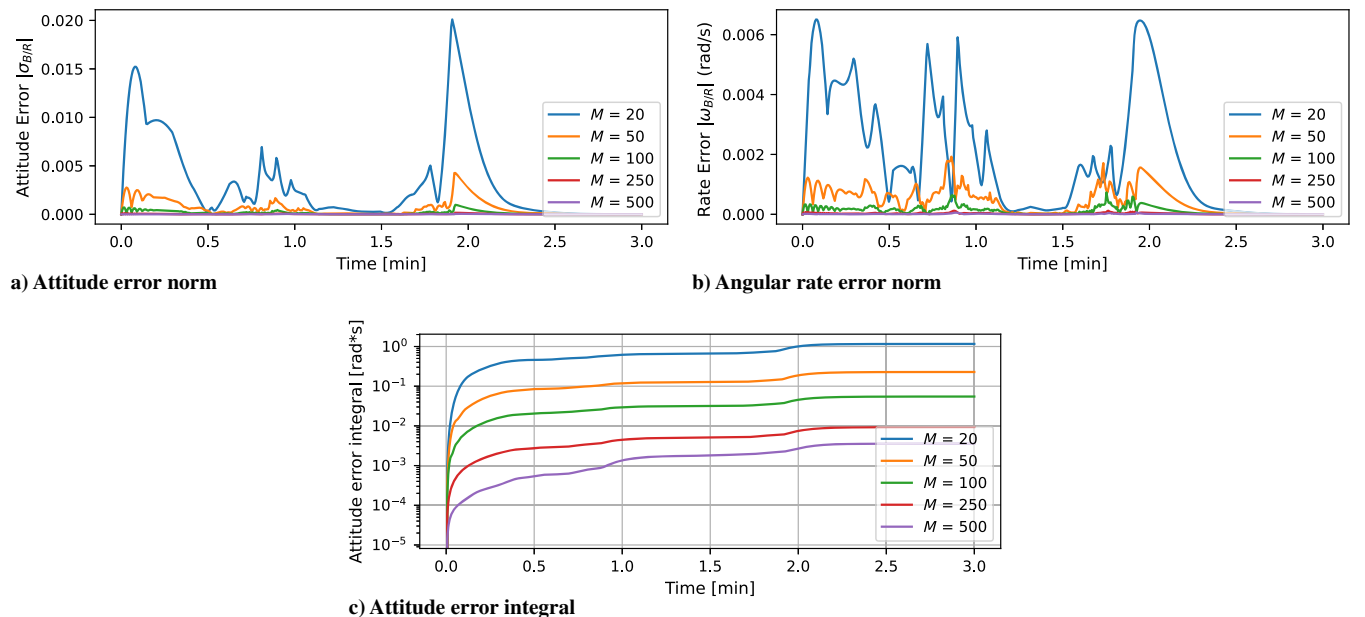 0.020
0.015
0.010
0.005
0.000
Attitude Error |σ_{B/R}|
M = 20
M = 50
M = 100
M = 250
M = 500
0.0 0.5 1.0 1.5 2.0 2.5 3.0
Time [min]
a) Attitude error norm
0.006
0.004
0.002
0.000
Rate Error |ω_{B/R}| (rad/s)
M = 20
M = 50
M = 100
M = 250
M = 500
0.0 0.5 1.0 1.5 2.0 2.5 3.0
Time [min]
b) Angular rate error norm
10^0
10^{-1}
10^{-2}
10^{-3}
10^{-4}
10^{-5}
Attitude error integral [rad*s]
M = 20
M = 50
M = 100
M = 250
M = 500
0.0 0.5 1.0 1.5 2.0 2.5 3.0
Time [min]
c) Attitude error integral